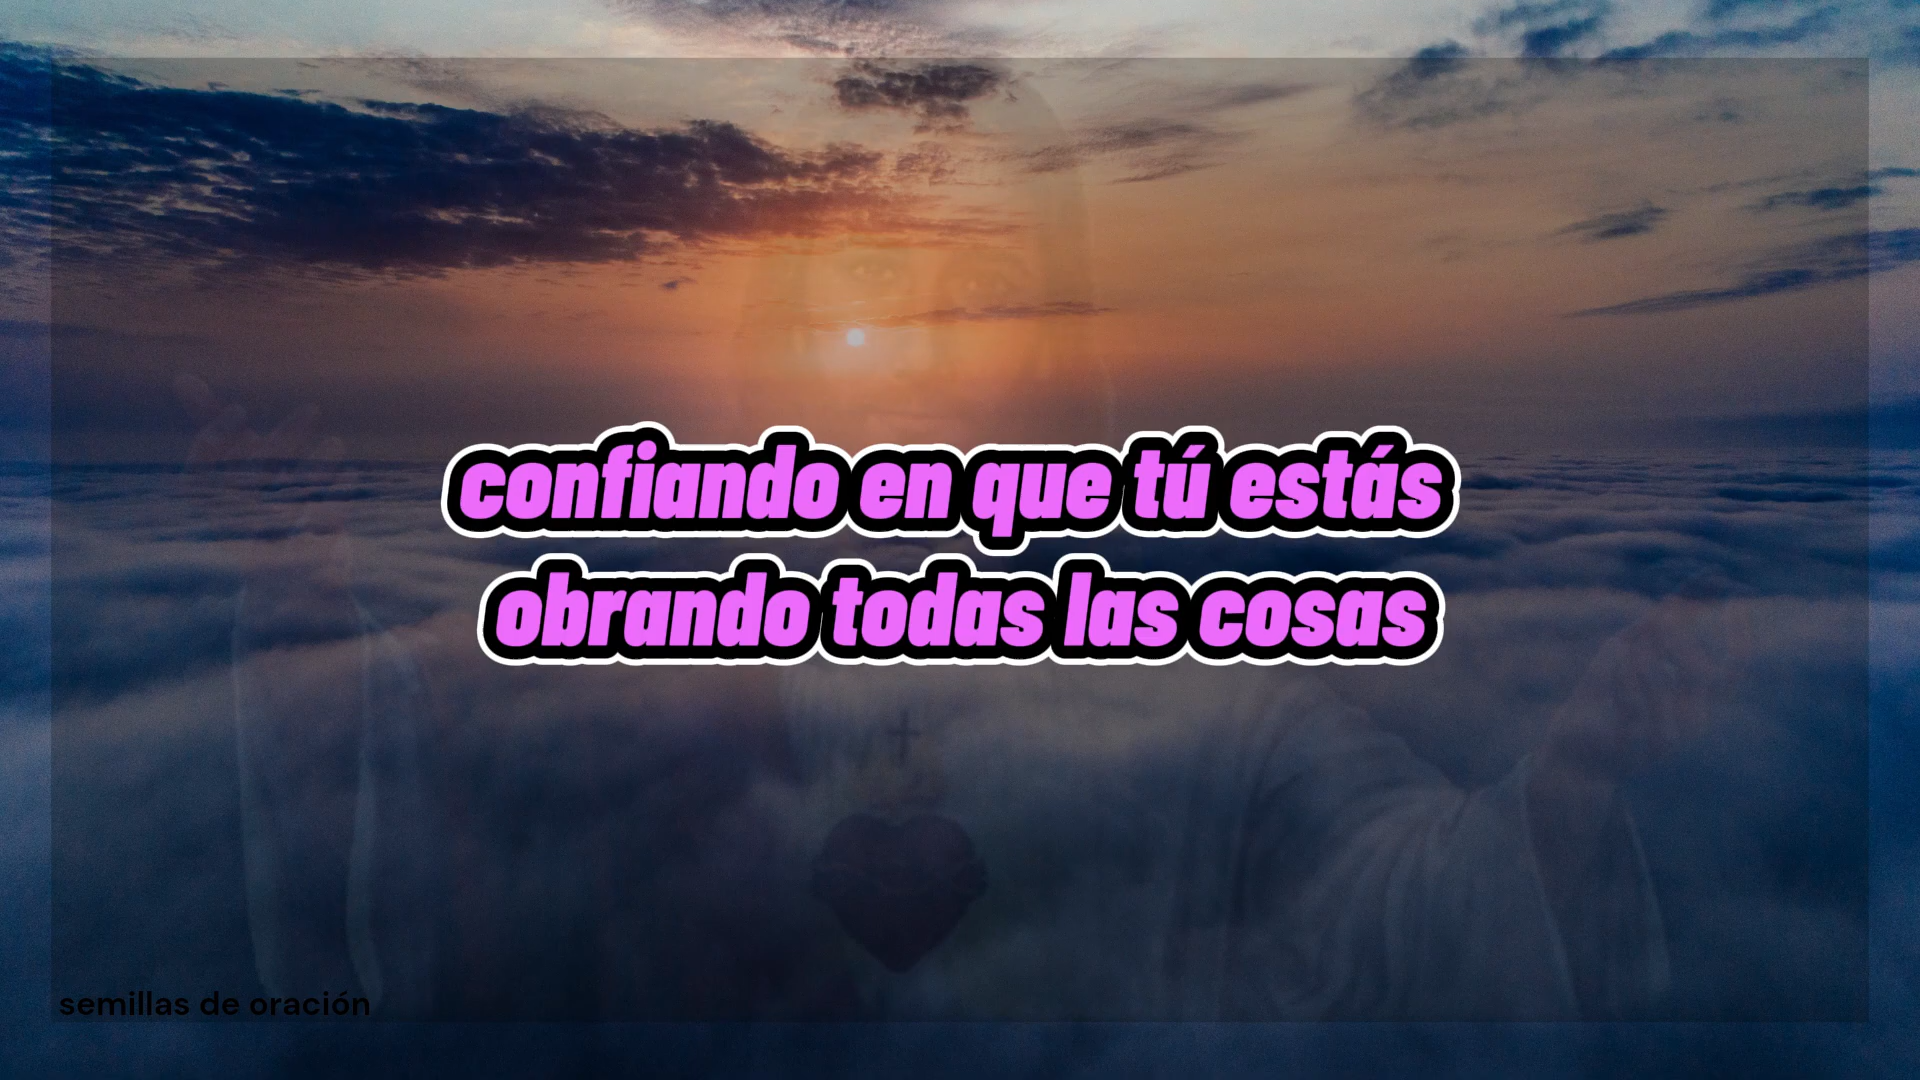 confiando en que tú estás
obrando todas las cosas
semillas de oración